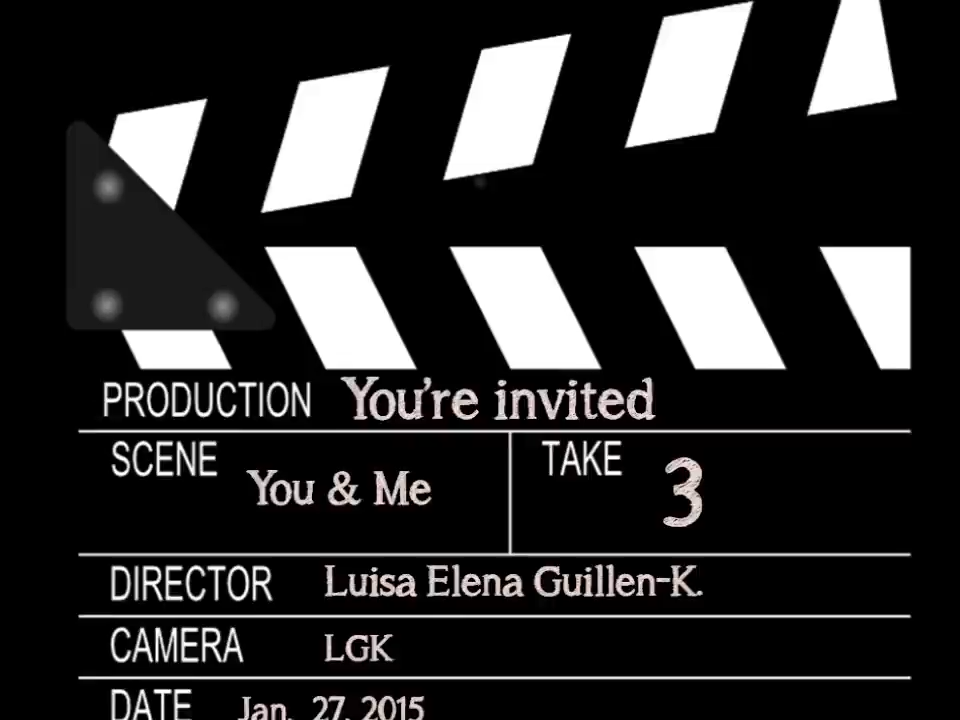 PRODUCTION You're invited
SCENE You & Me TAKE 3
DIRECTOR Luisa Elena Guillen-K.
CAMERA LGK
DATE Jan. 27, 2015